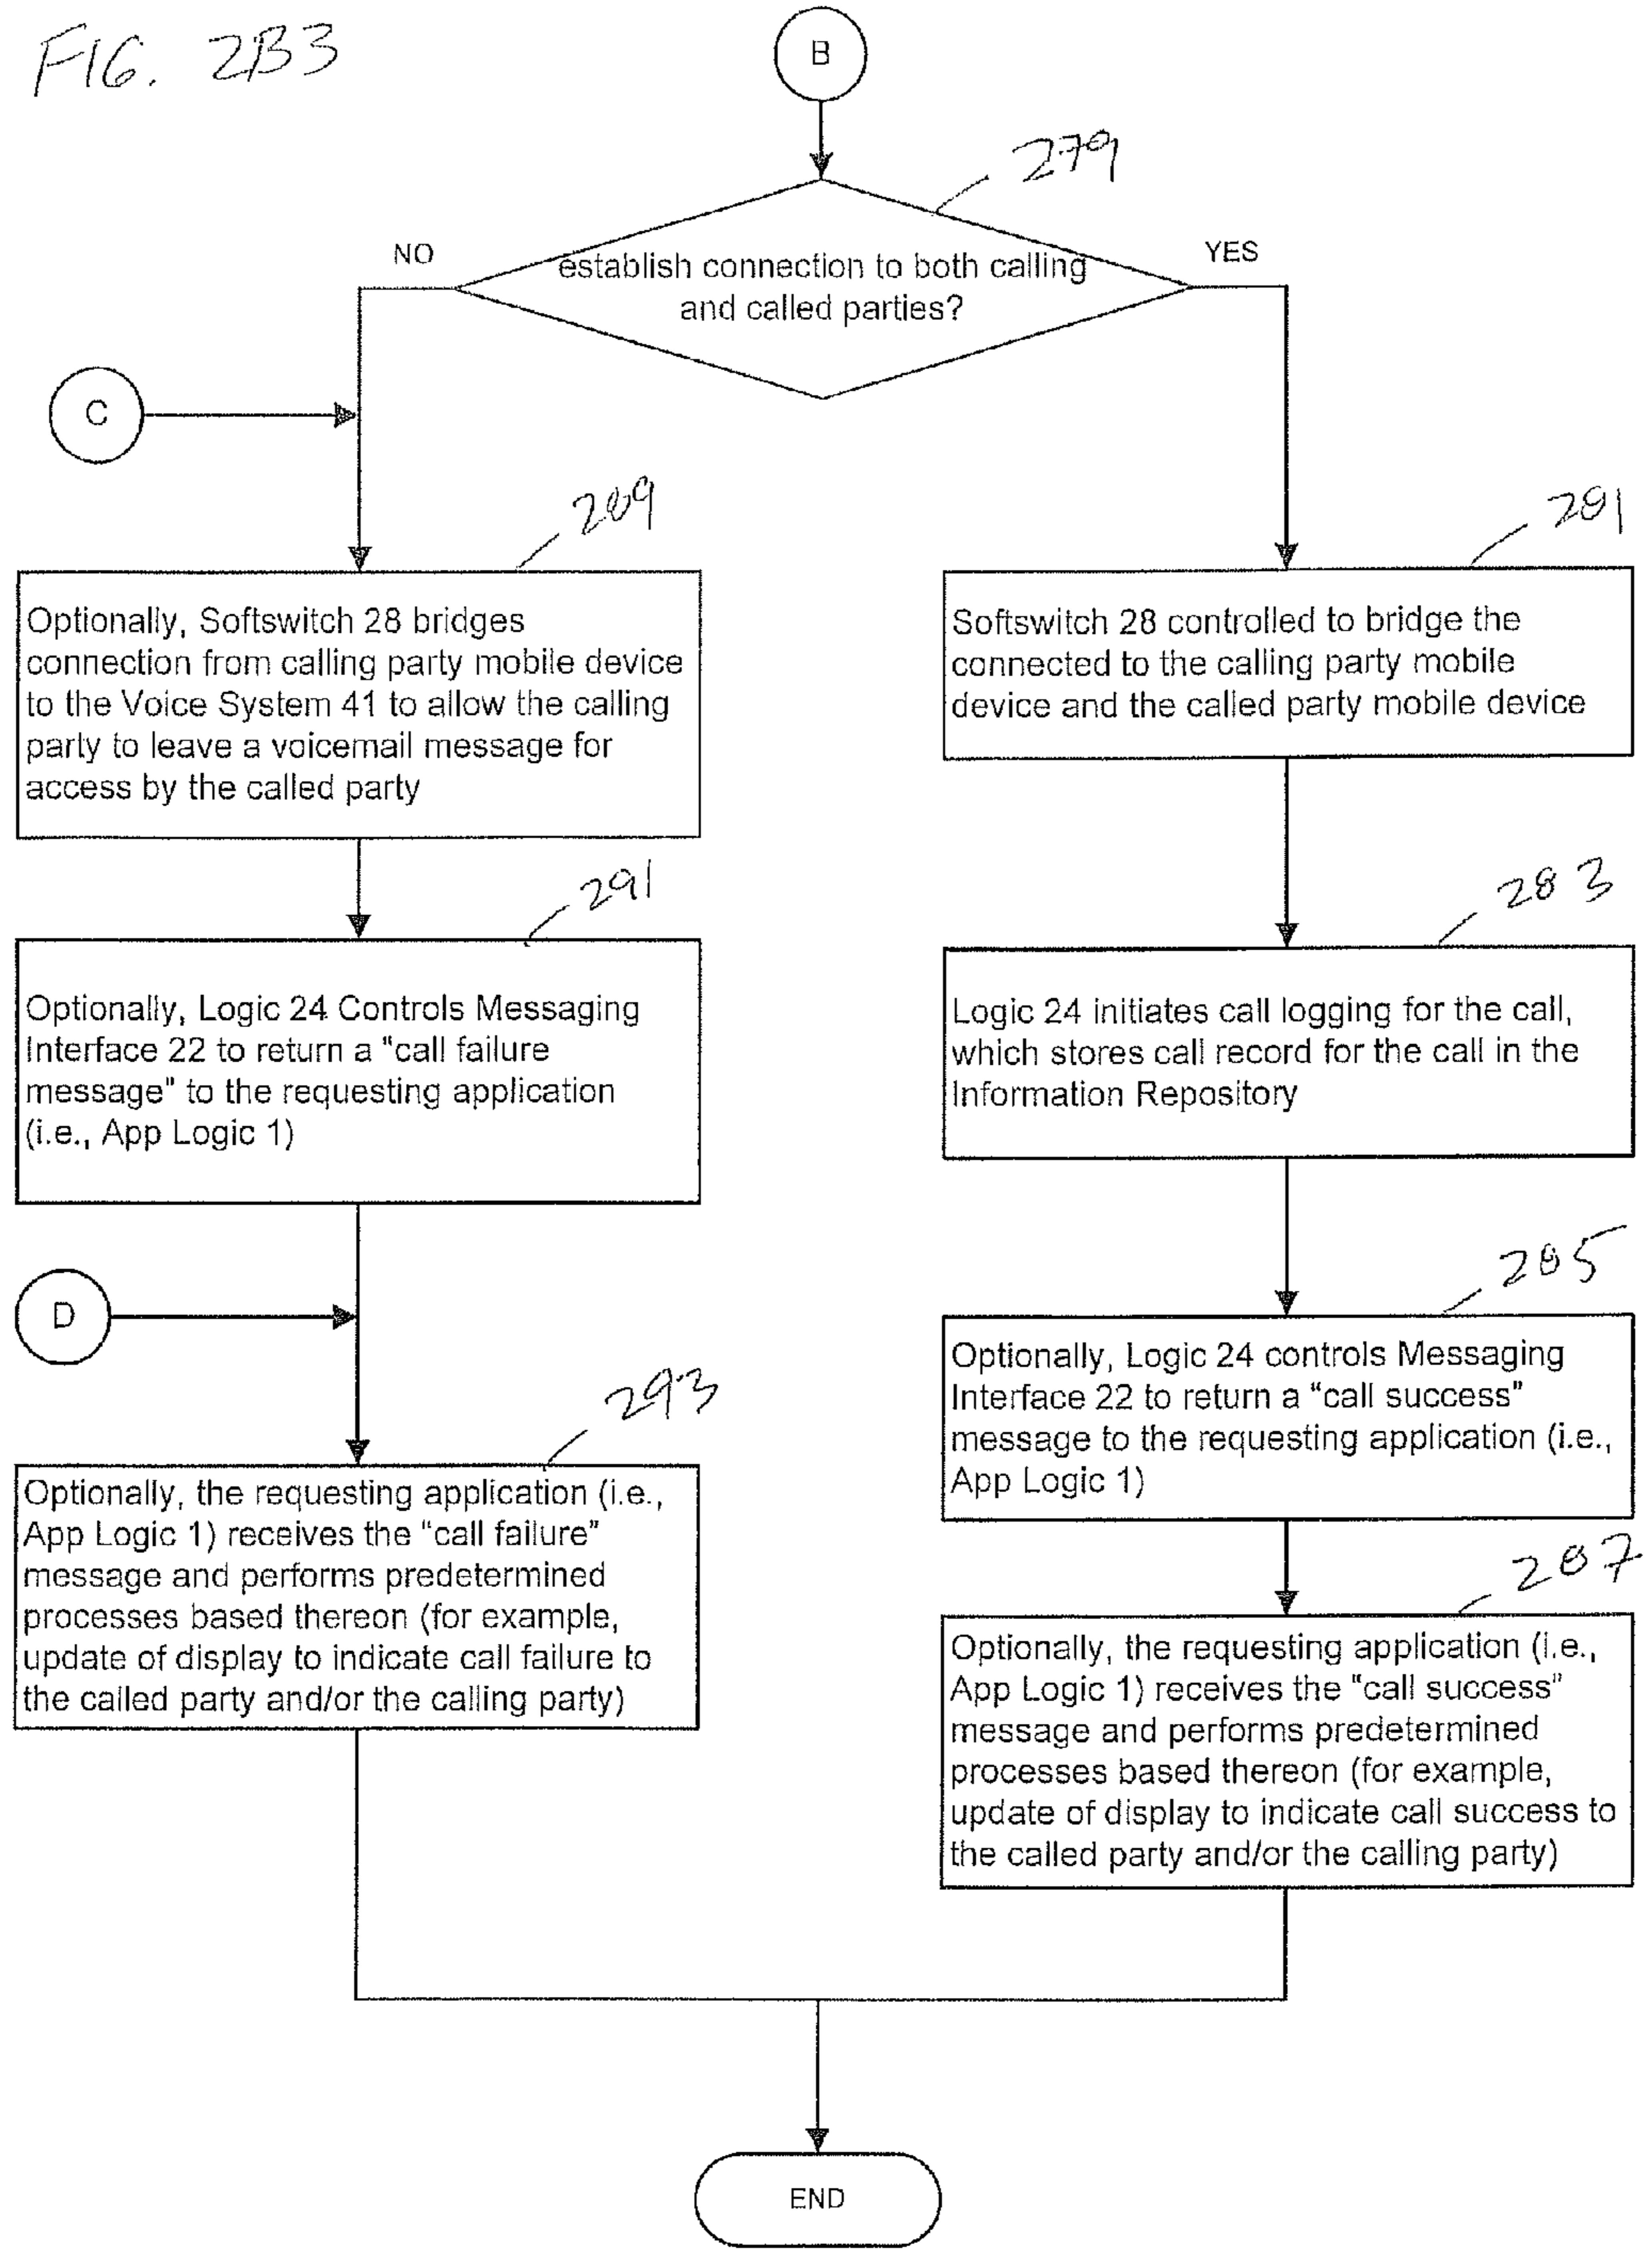 FIG. 2B3
B
279
NO
YES
establish connection to both calling
and called parties?
C
289
Optionally, Softswitch 28 bridges
connection from calling party mobile device
to the Voice System 41 to allow the calling
party to leave a voicemail message for
access by the called party
281
Softswitch 28 controlled to bridge the
connected to the calling party mobile
device and the called party mobile device
291
Optionally, Logic 24 Controls Messaging
Interface 22 to return a "call failure
message" to the requesting application
(i.e., App Logic 1)
283
Logic 24 initiates call logging for the call,
which stores call record for the call in the
Information Repository
D
293
Optionally, the requesting application (i.e.,
App Logic 1) receives the “call failure”
message and performs predetermined
processes based thereon (for example,
update of display to indicate call failure to
the called party and/or the calling party)
285
Optionally, Logic 24 controls Messaging
Interface 22 to return a “call success”
message to the requesting application (i.e.,
App Logic 1)
287
Optionally, the requesting application (i.e.,
App Logic 1) receives the “call success”
message and performs predetermined
processes based thereon (for example,
update of display to indicate call success to
the called party and/or the calling party)
END